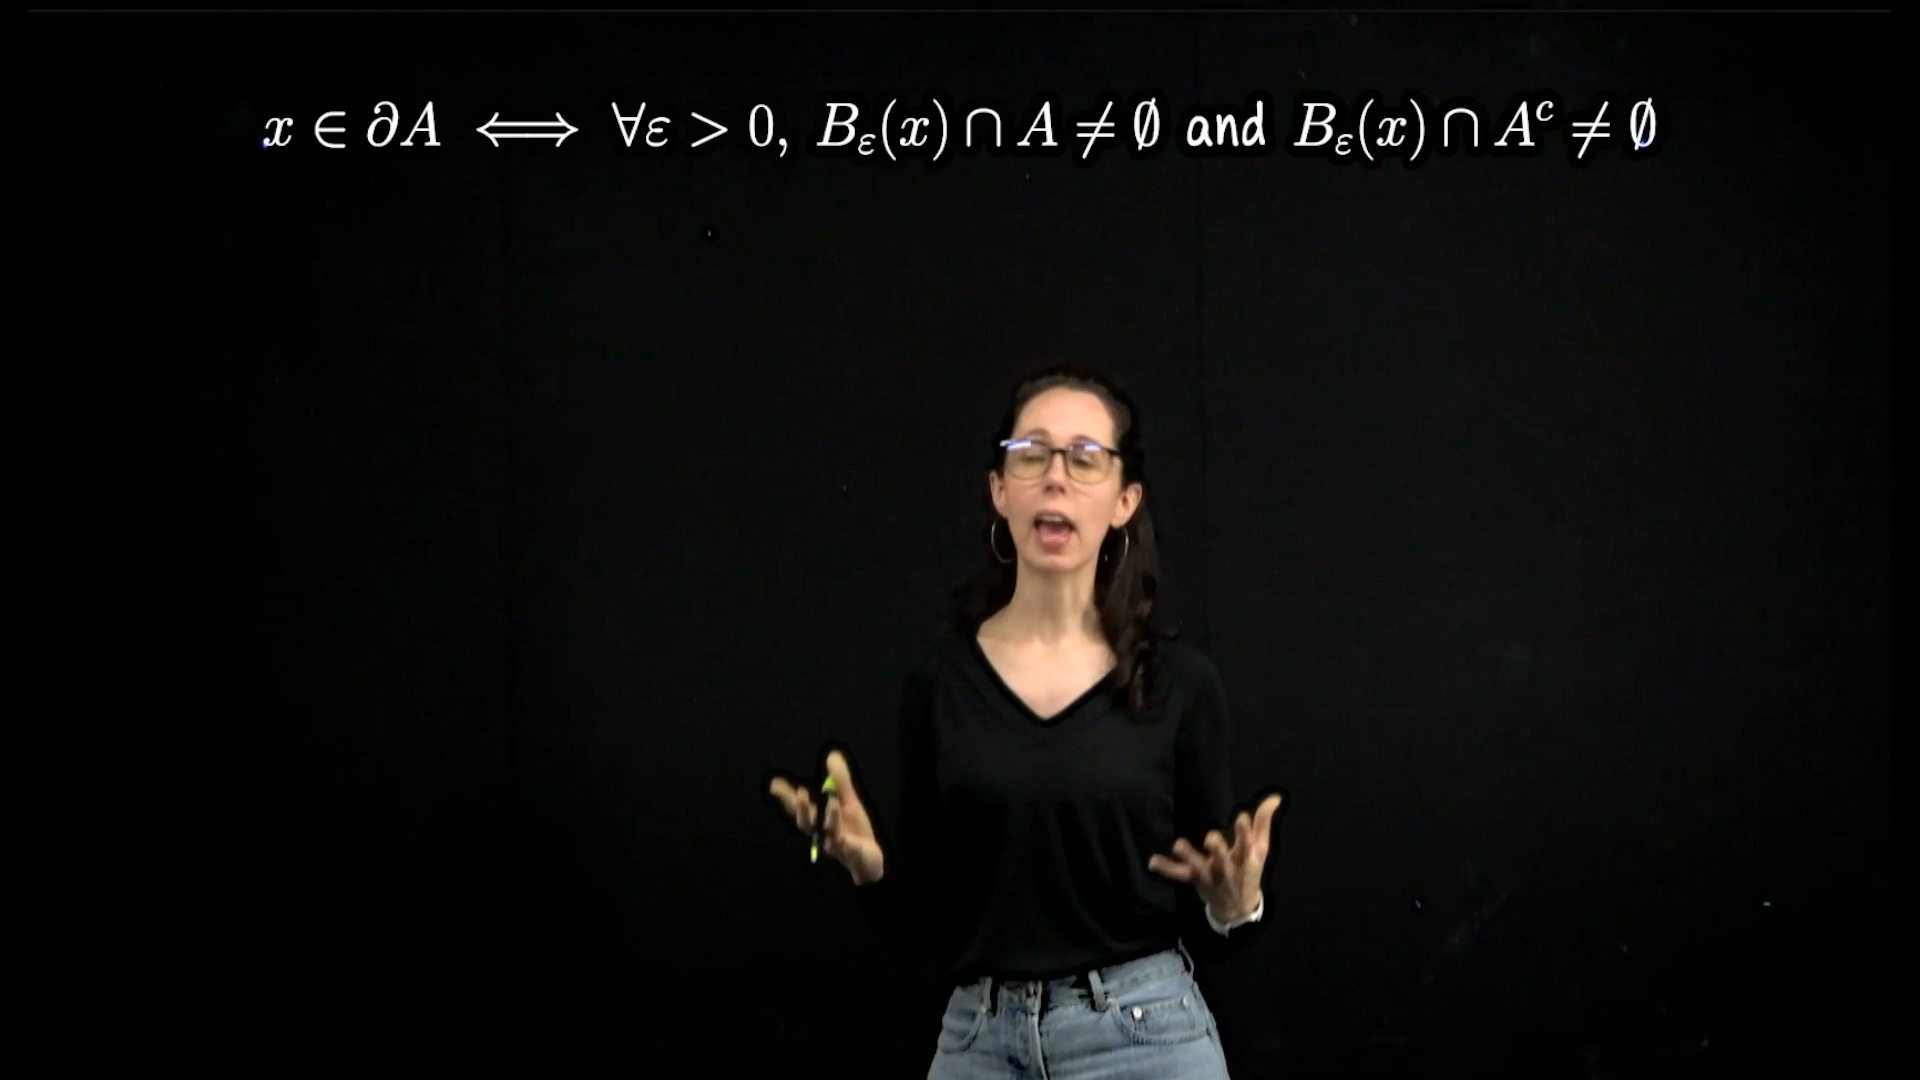 x ∈ ∂A ⟺ ∀ε > 0, B_ε(x) ∩ A ≠ ∅ and B_ε(x) ∩ A^c ≠ ∅